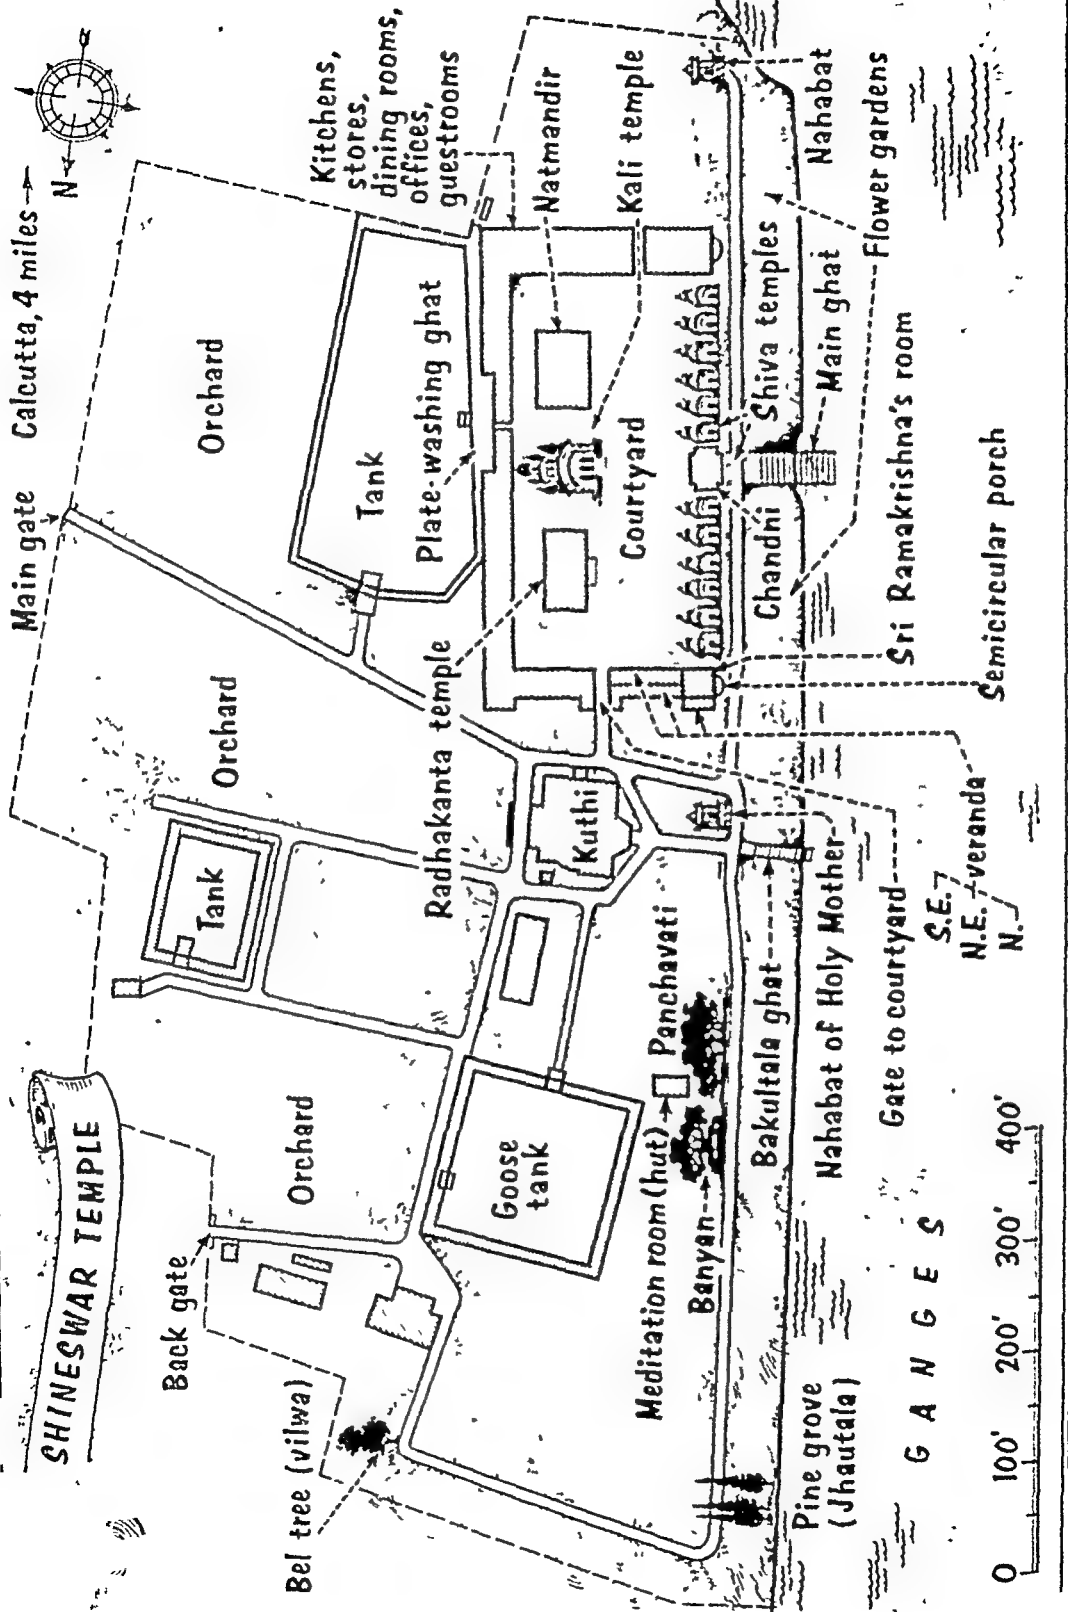 SHINESWAR TEMPLE
Main gate
Calcutta, 4 miles
N
Back gate
Bel tree (vilwa)
Orchard
Orchard
Orchard
Tank
Tank
Goose
tank
Plate-washing ghat
Kitchens,
stores,
dining rooms,
offices,
guestrooms
Natmandir
Kali temple
Radhakanta temple
Courtyard
Kuthi
Meditation room (hut)
Panchavati
Banyan
Bakultala ghat
Nahabat of Holy Mother
Gate to courtyard
Chandni
Shiva temples
Main ghat
Nahabat
Flower gardens
Sri Ramakrishna's room
Semicircular porch
S.E.
N.E. veranda
N.
Pine grove
(Jhautala)
GANGES
0 100' 200' 300' 400'